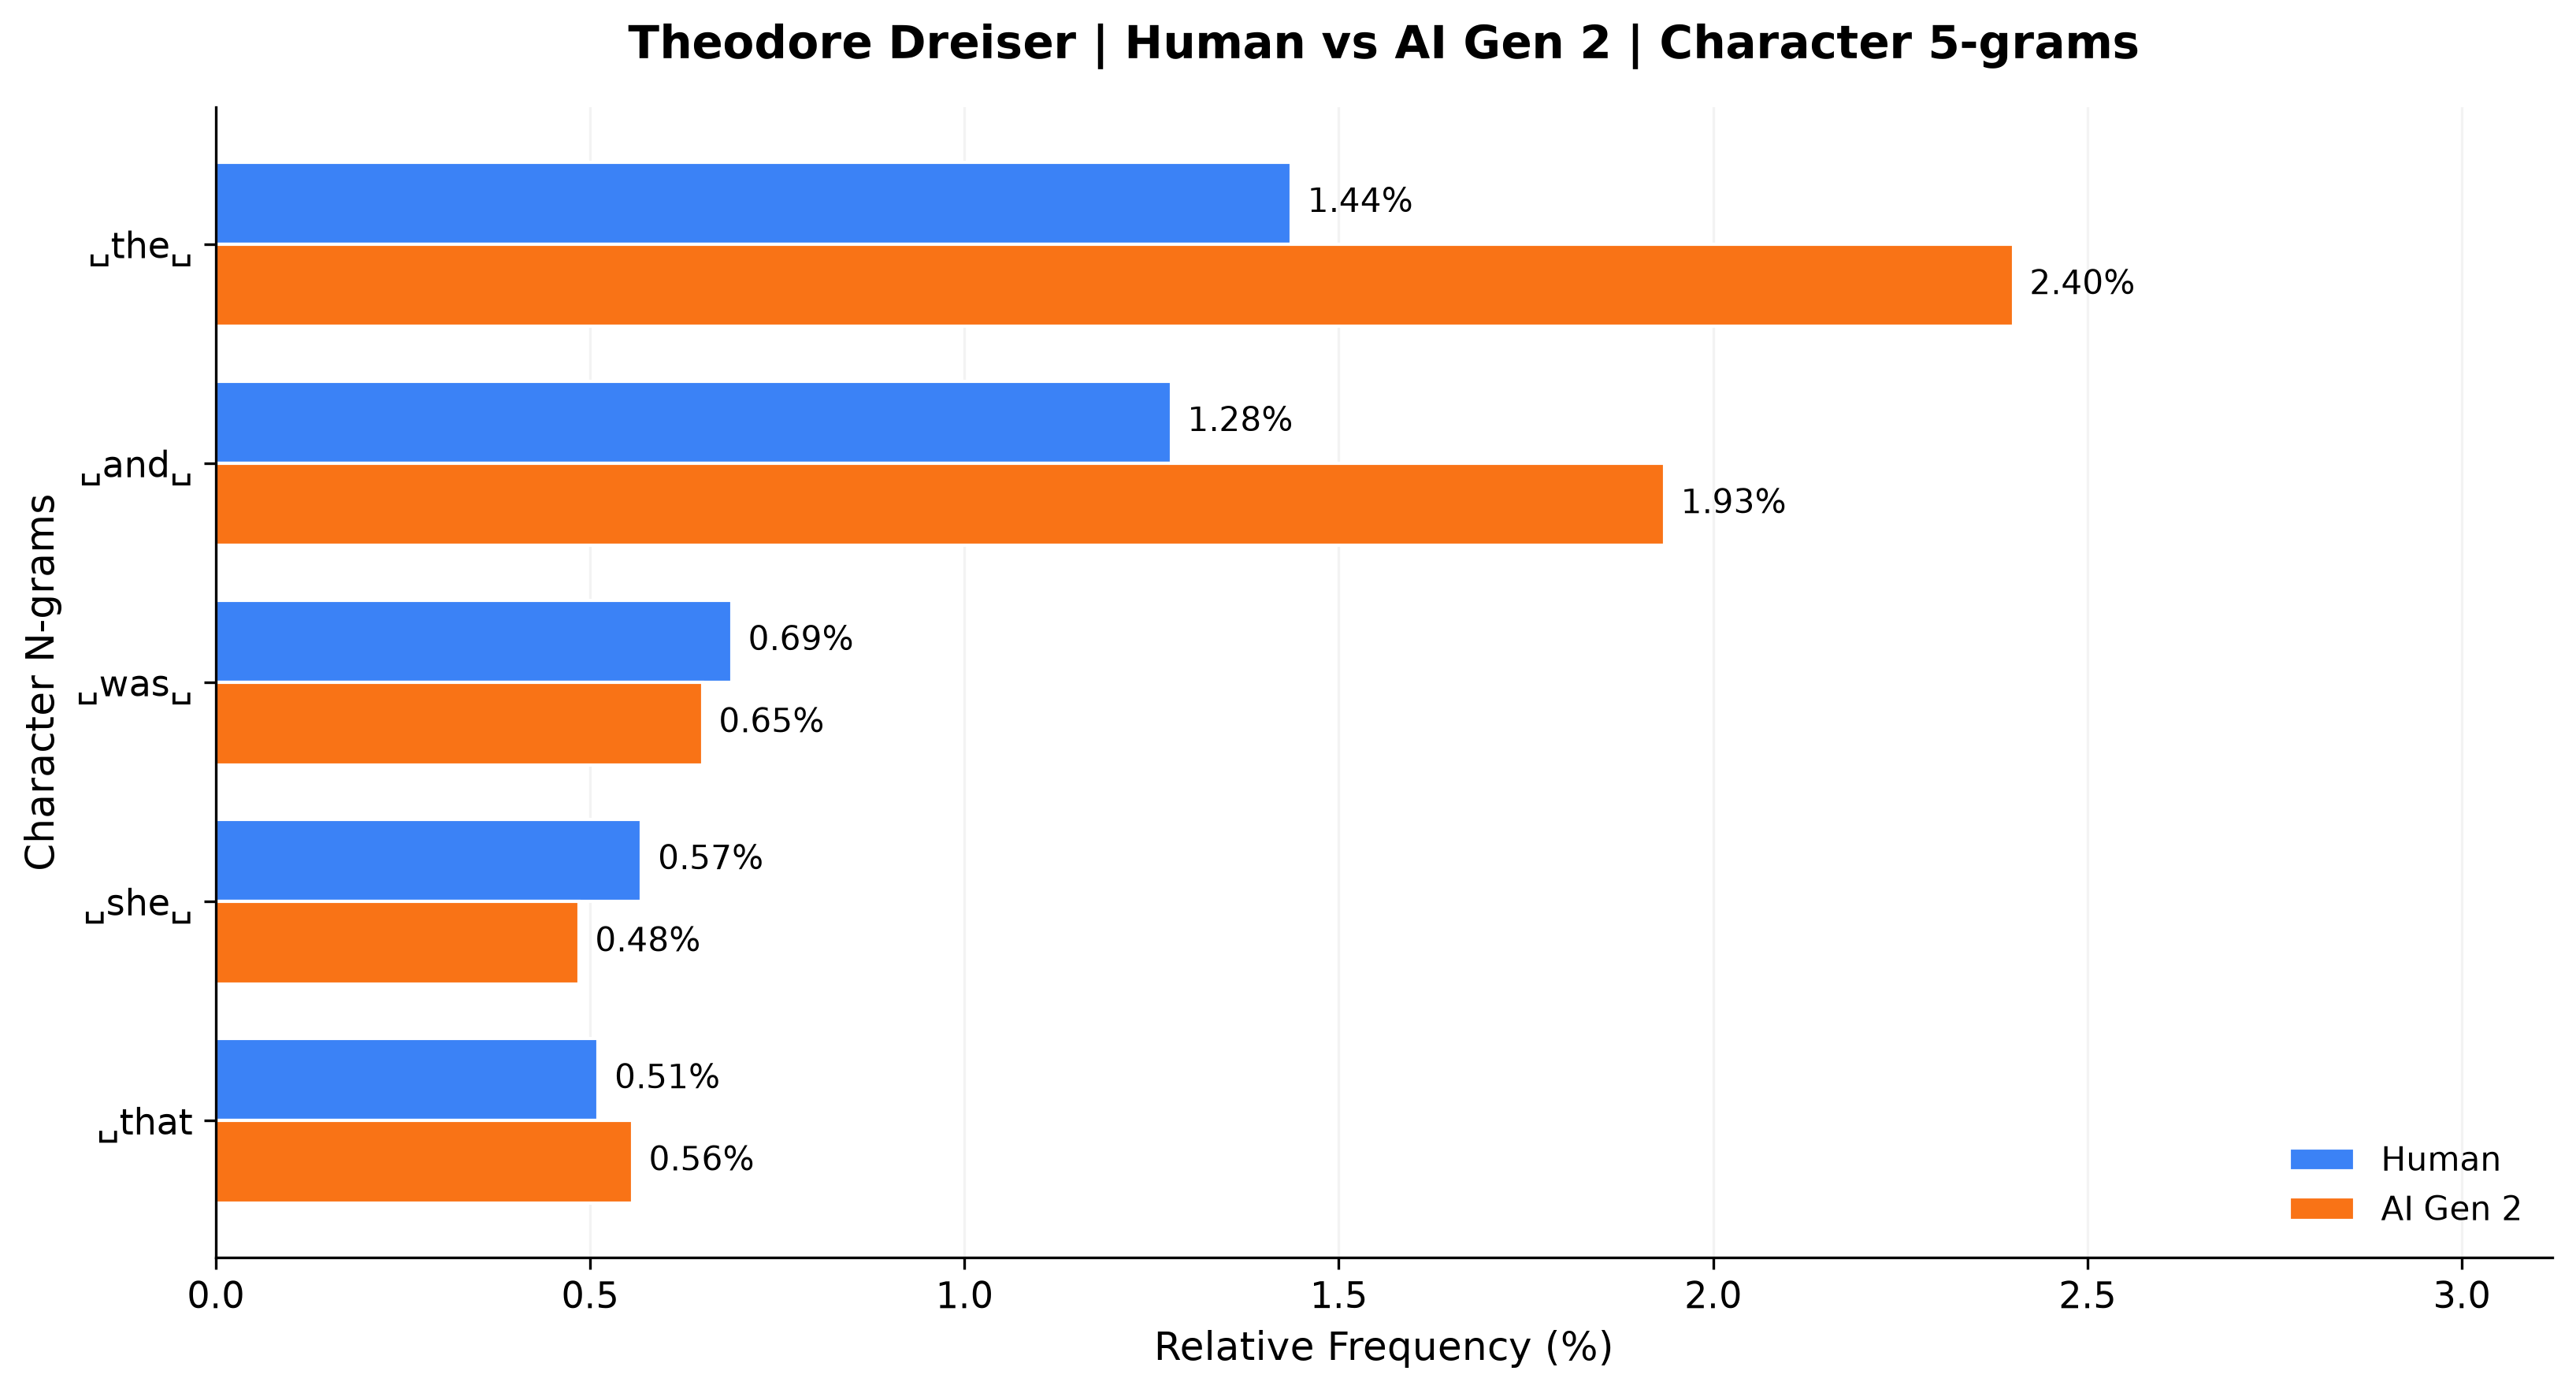 Theodore Dreiser | Human vs AI Gen 2 | Character 5-grams
Character N-grams
␣the␣
1.44%
2.40%
␣and␣
1.28%
1.93%
␣was␣
0.69%
0.65%
␣she␣
0.57%
0.48%
␣that
0.51%
0.56%
Human
AI Gen 2
0.0 0.5 1.0 1.5 2.0 2.5 3.0
Relative Frequency (%)